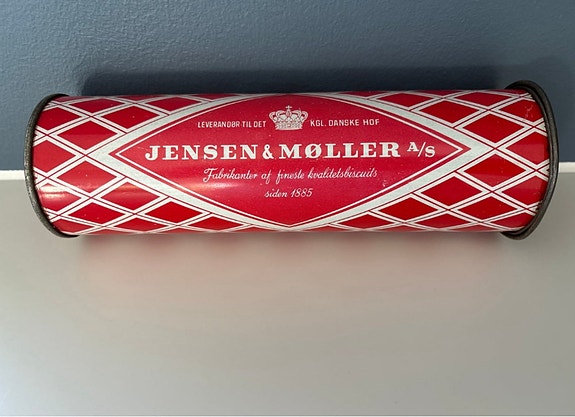 LEVERANDØR TIL DET KGL. DANSKE HOF
JENSEN & MØLLER A/S
Fabrikanter af fineste kvalitetsbiscuits
siden 1885